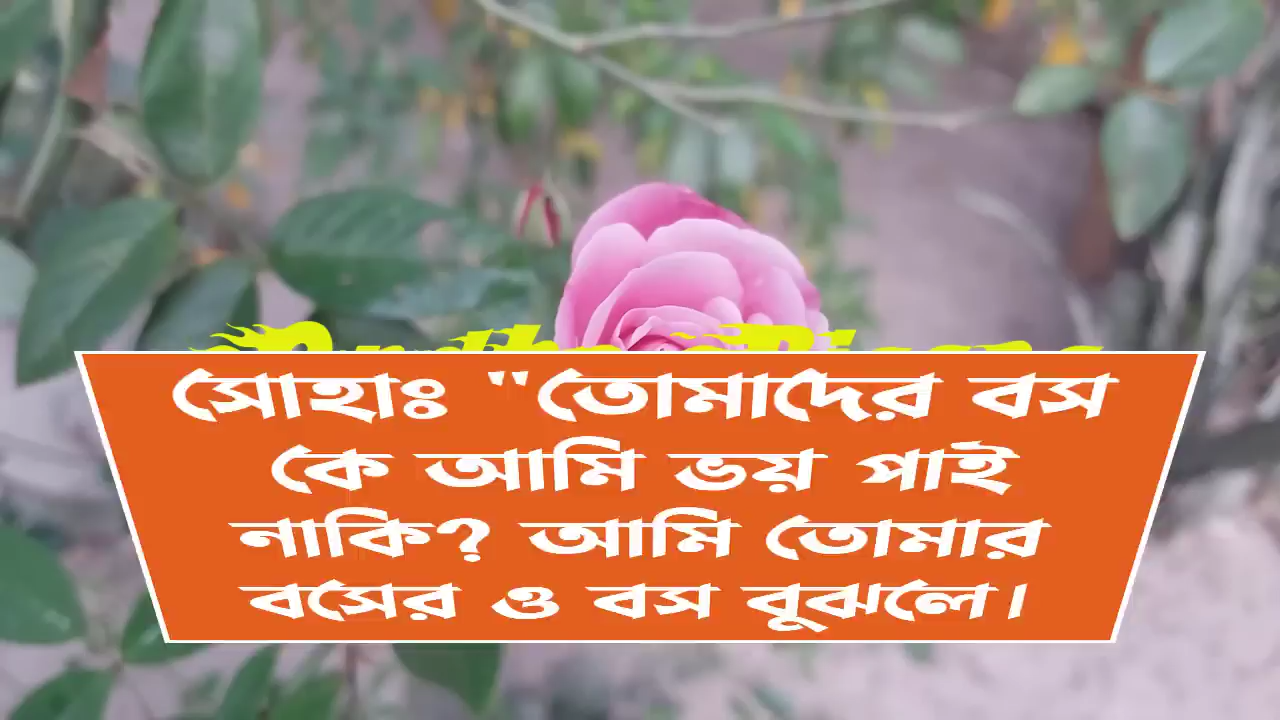 সোহাঃ "তোমাদের বস
কে আমি ভয় পাই
নাকি? আমি তোমার
বসের ও বস বুঝলে।